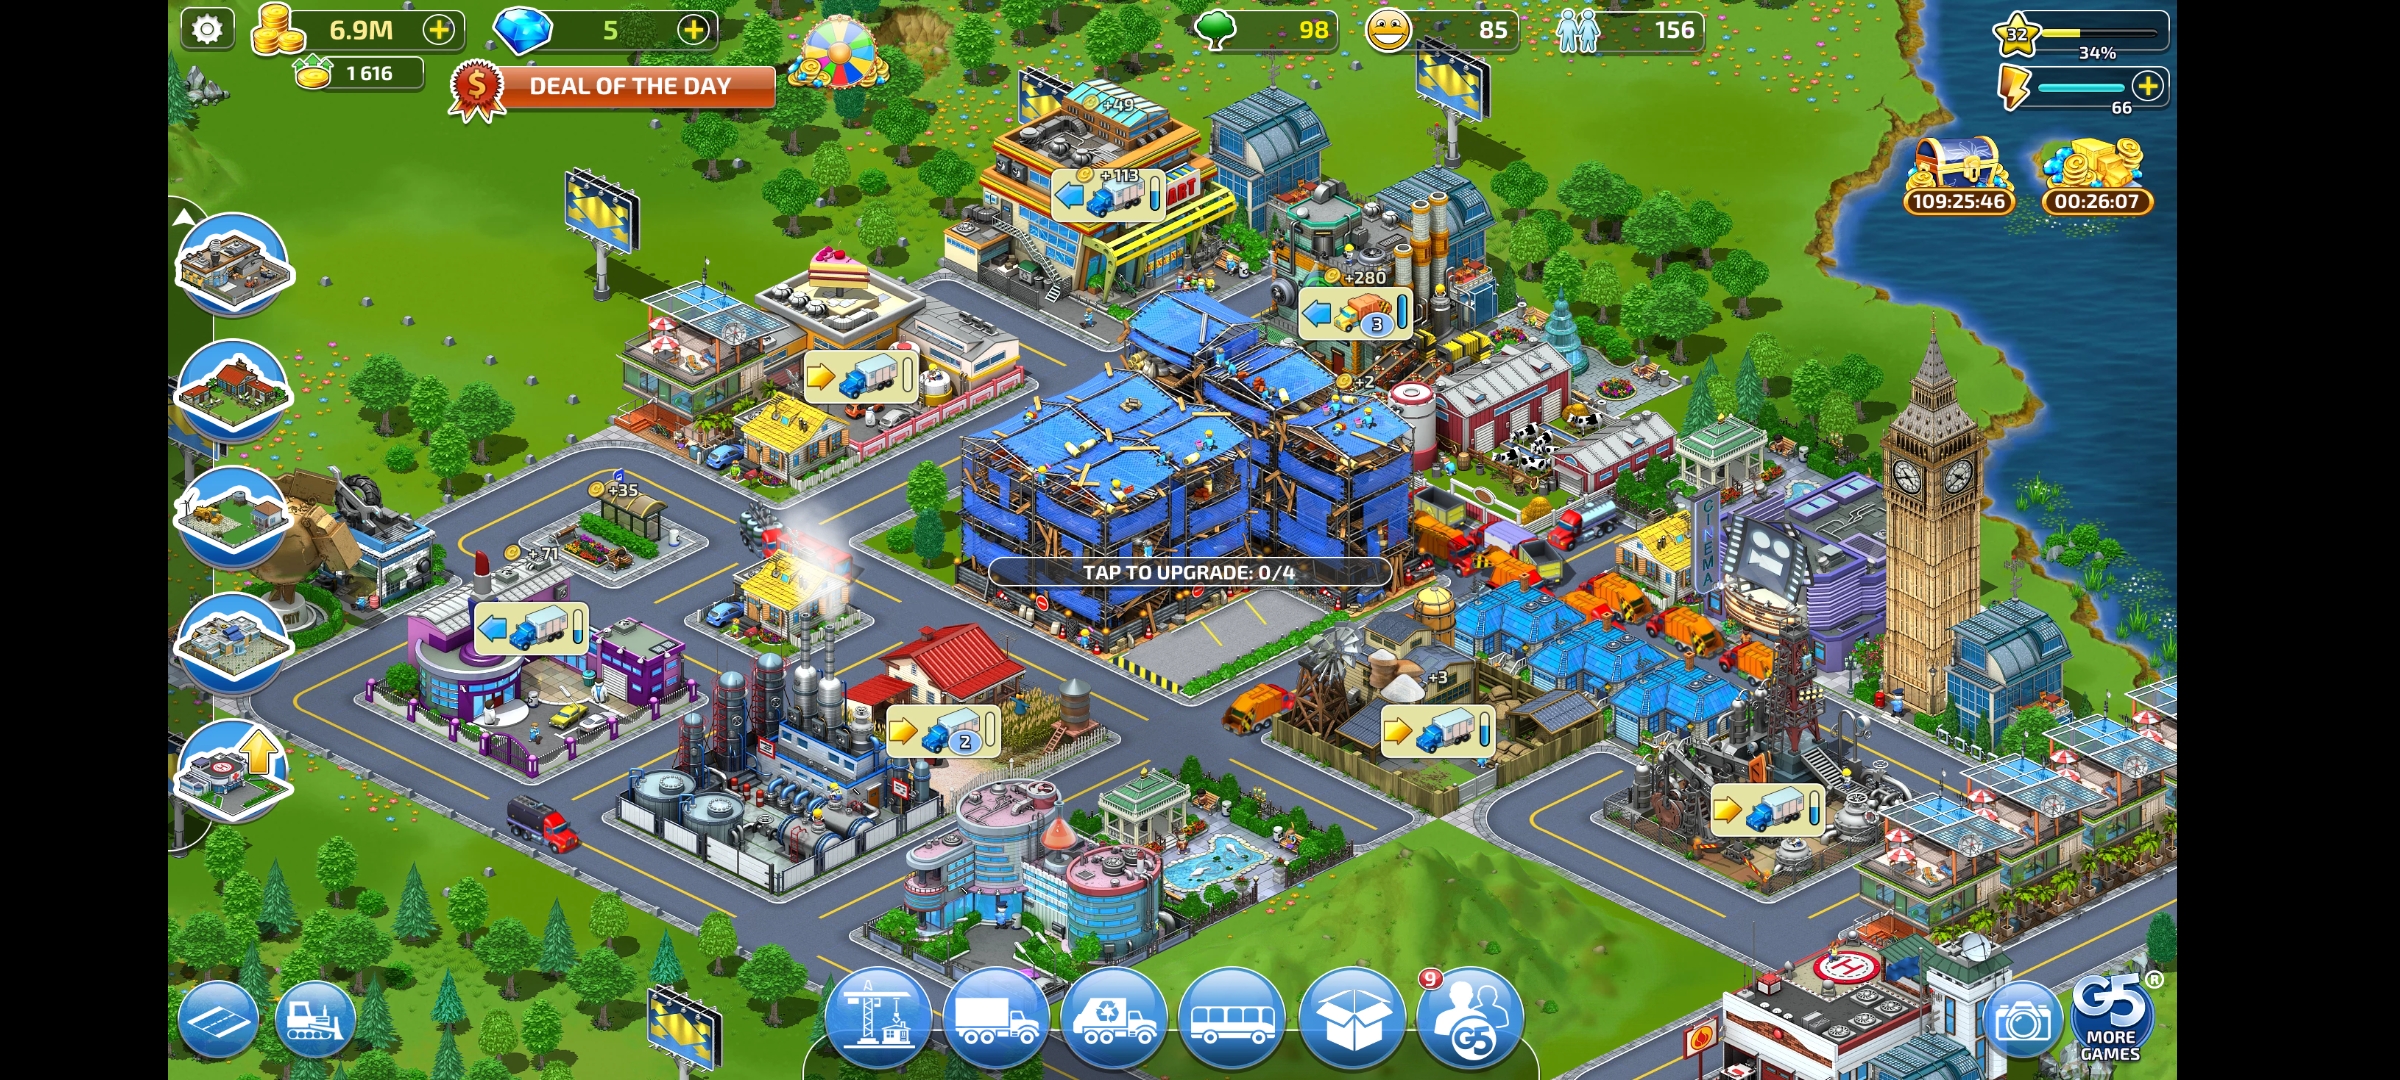 6.9M
5
98
85
156
32
34%
1 616
DEAL OF THE DAY
66
+49
+113
ART
109:25:46
00:26:07
+280
3
+2
+35
CINEMA
+71
TAP TO UPGRADE: 0/4
+3
2
H
9
G5
G5
®
MORE
GAMES